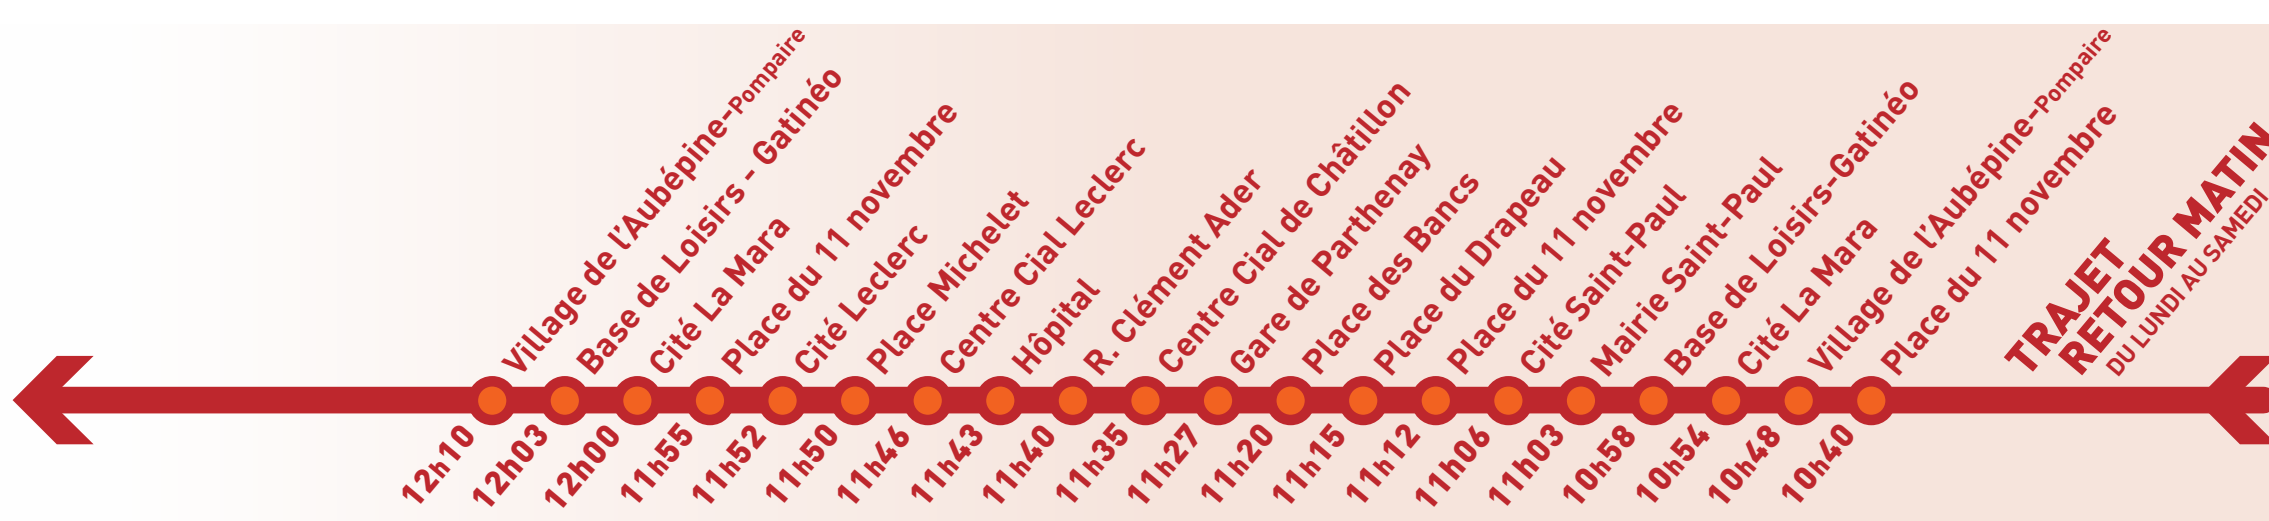 Village de l'Aubépine-Pompaire
Base de Loisirs - Gatinéo
Cité La Mara
Place du 11 novembre
Cité Leclerc
Place Michelet
Centre Cial Leclerc
Hôpital
R. Clément Ader
Centre Cial de Châtillon
Gare de Parthenay
Place des Bancs
Place du Drapeau
Place du 11 novembre
Cité Saint-Paul
Mairie Saint-Paul
Base de Loisirs-Gatinéo
Cité La Mara
Village de l'Aubépine-Pompaire
Place du 11 novembre
TRAJET
RETOUR MATIN
DU LUNDI AU SAMEDI
12h10
12h03
12h00
11h55
11h52
11h50
11h46
11h43
11h40
11h35
11h27
11h20
11h15
11h12
11h06
11h03
10h58
10h54
10h48
10h40